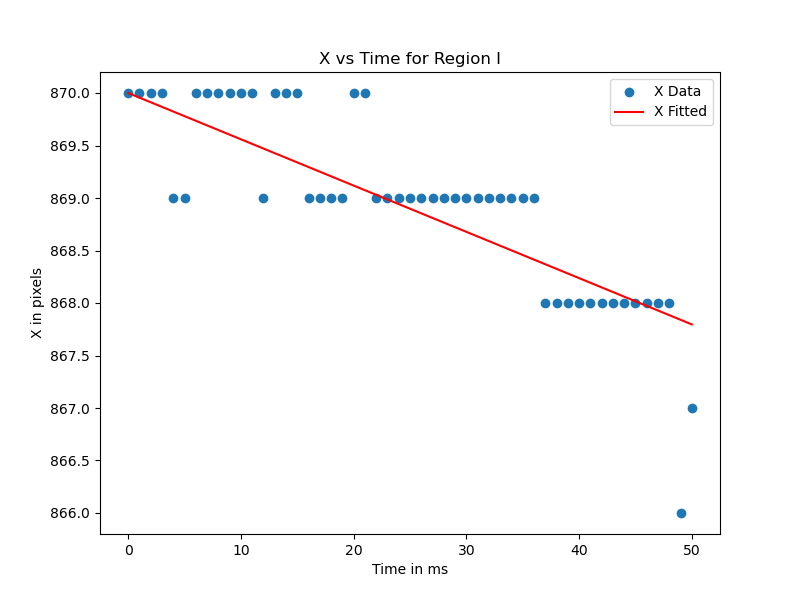 X vs Time for Region I
X Data
X Fitted
870.0
869.5
869.0
868.5
868.0
867.5
867.0
866.5
866.0
X in pixels
0 10 20 30 40 50
Time in ms